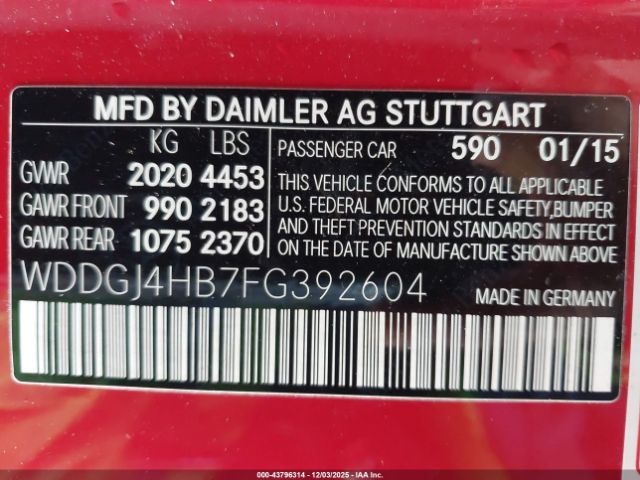 MFD BY DAIMLER AG STUTTGART
KG LBS
GVWR 2020 4453
GAWR FRONT 990 2183
GAWR REAR 1075 2370
PASSENGER CAR 590 01/15
THIS VEHICLE CONFORMS TO ALL APPLICABLE
U.S. FEDERAL MOTOR VEHICLE SAFETY,BUMPER
AND THEFT PREVENTION STANDARDS IN EFFECT
ON THE DATE OF MANUFACTURE SHOWN ABOVE.
WDDGJ4HB7FG392604 MADE IN GERMANY
000-43796314 - 12/03/2025 - IAA Inc.